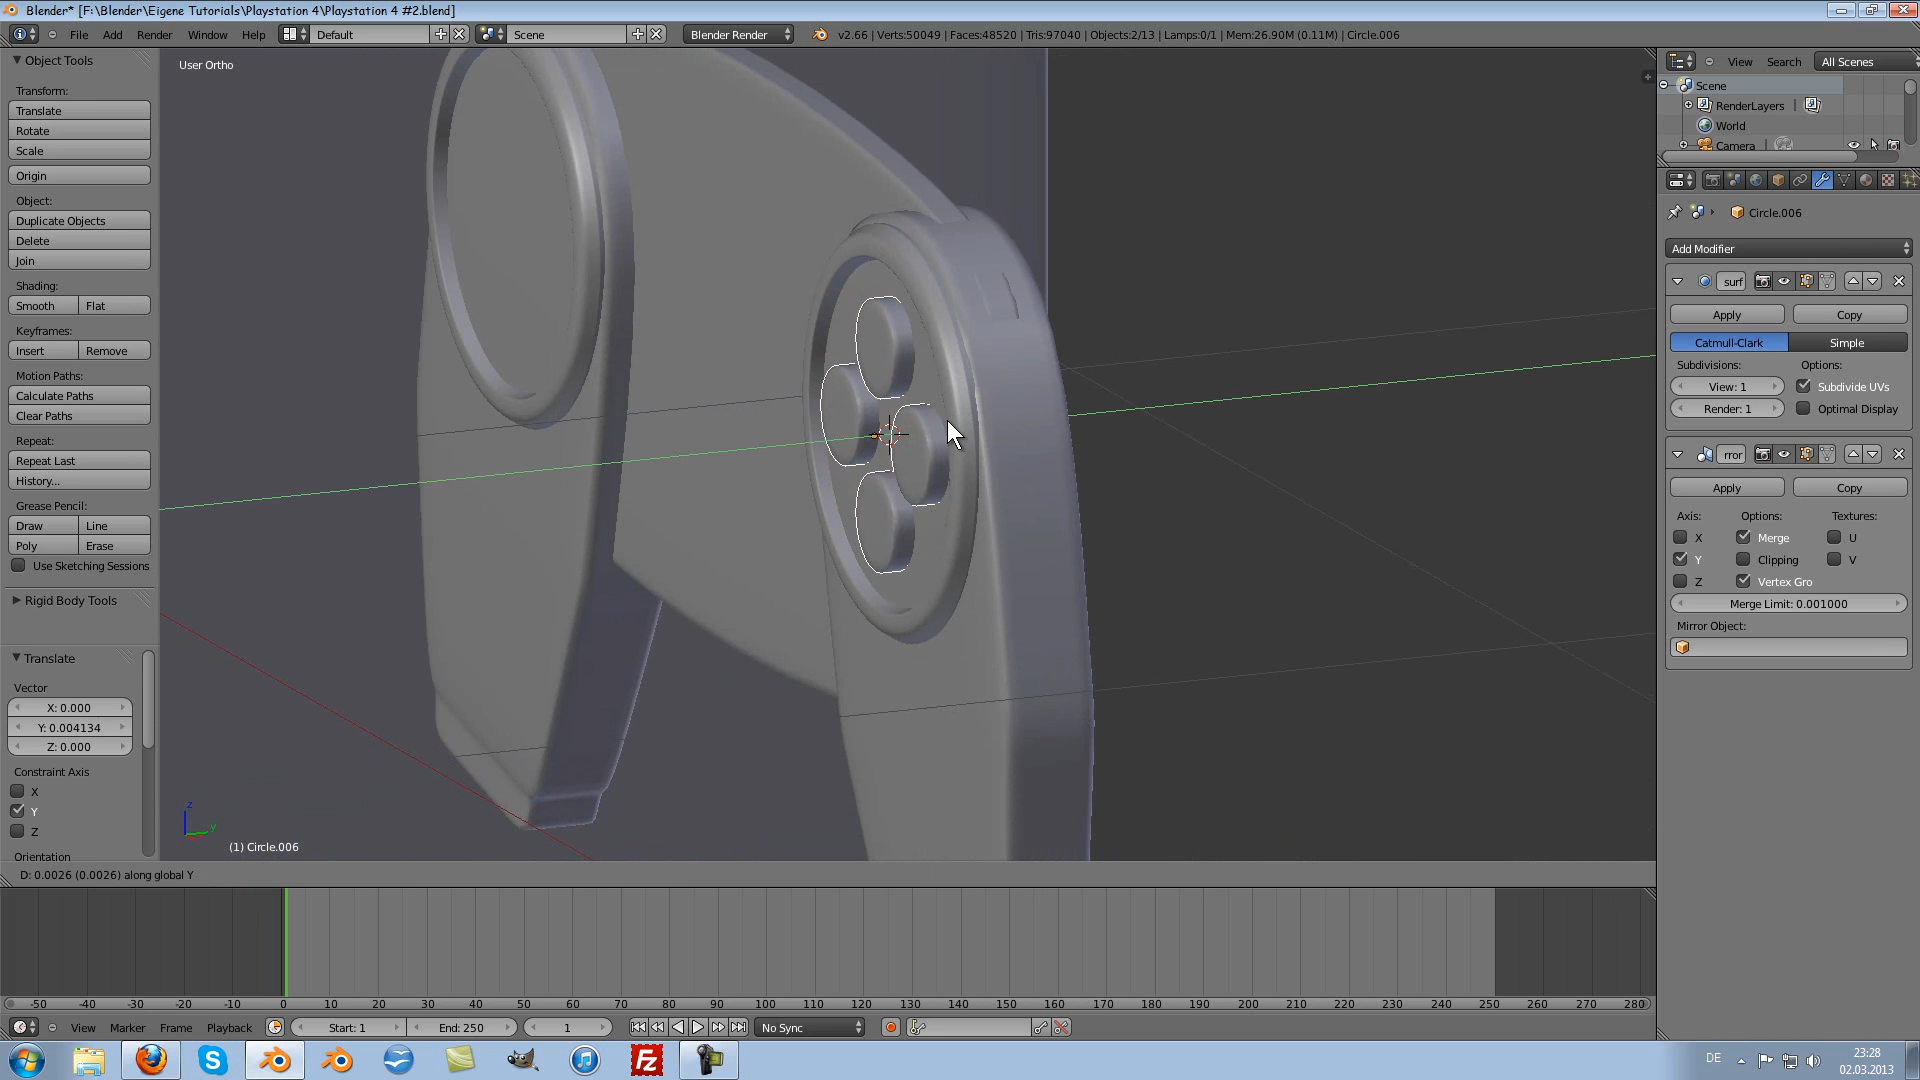 Blender* [F:\Blender\Eigene Tutorials\Playstation 4\Playstation 4 #2.blend]
File Add Render Window Help Default Scene Blender Render v2.66 | Verts:50049 | Faces:48520 | Tris:97040 | Objects:2/13 | Lamps:0/1 | Mem:26.90M (0.11M) | Circle.006
Object Tools
Transform:
Translate
Rotate
Scale
Origin
Object:
Duplicate Objects
Delete
Join
Shading:
Smooth Flat
Keyframes:
Insert Remove
Motion Paths:
Calculate Paths
Clear Paths
Repeat:
Repeat Last
History...
Grease Pencil:
Draw Line
Poly Erase
Use Sketching Sessions
Rigid Body Tools
Translate
Vector
X: 0.000
Y: 0.004134
Z: 0.000
Constraint Axis
X
Y
Z
Orientation
User Ortho
z
y
(1) Circle.006
D: 0.0026 (0.0026) along global Y
View Search All Scenes
Scene
RenderLayers
World
Camera
Circle.006
Add Modifier
surf
Apply Copy
Catmull-Clark Simple
Subdivisions: Options:
View: 1 Subdivide UVs
Render: 1 Optimal Display
rror
Apply Copy
Axis: Options: Textures:
X Merge U
Y Clipping V
Z Vertex Gro
Merge Limit: 0.001000
Mirror Object:
-50 -40 -30 -20 -10 0 10 20 30 40 50 60 70 80 90 100 110 120 130 140 150 160 170 180 190 200 210 220 230 240 250 260 270 280
View Marker Frame Playback Start: 1 End: 250 1 No Sync
Fz
DE
23:28
02.03.2013